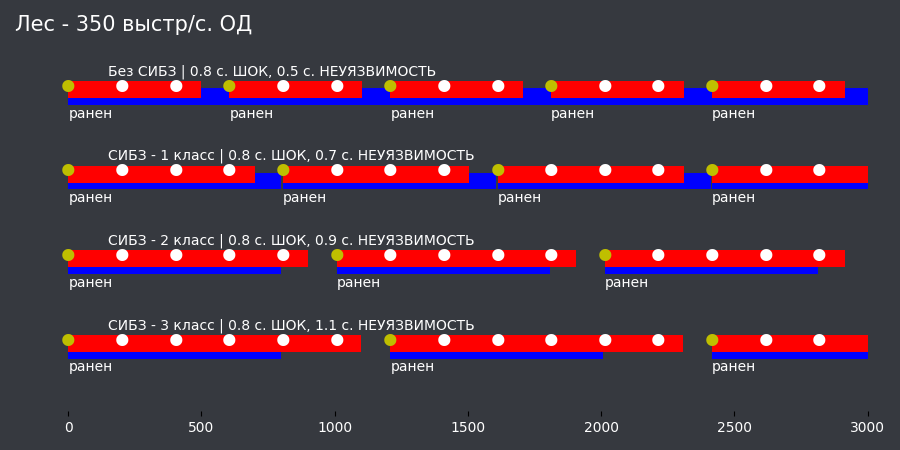 Лес - 350 выстр/с. ОД
Без СИБЗ | 0.8 с. ШОК, 0.5 с. НЕУЯЗВИМОСТЬ
ранен ранен ранен ранен ранен
СИБЗ - 1 класс | 0.8 с. ШОК, 0.7 с. НЕУЯЗВИМОСТЬ
ранен ранен ранен ранен
СИБЗ - 2 класс | 0.8 с. ШОК, 0.9 с. НЕУЯЗВИМОСТЬ
ранен ранен ранен
СИБЗ - 3 класс | 0.8 с. ШОК, 1.1 с. НЕУЯЗВИМОСТЬ
ранен ранен ранен
0 500 1000 1500 2000 2500 3000